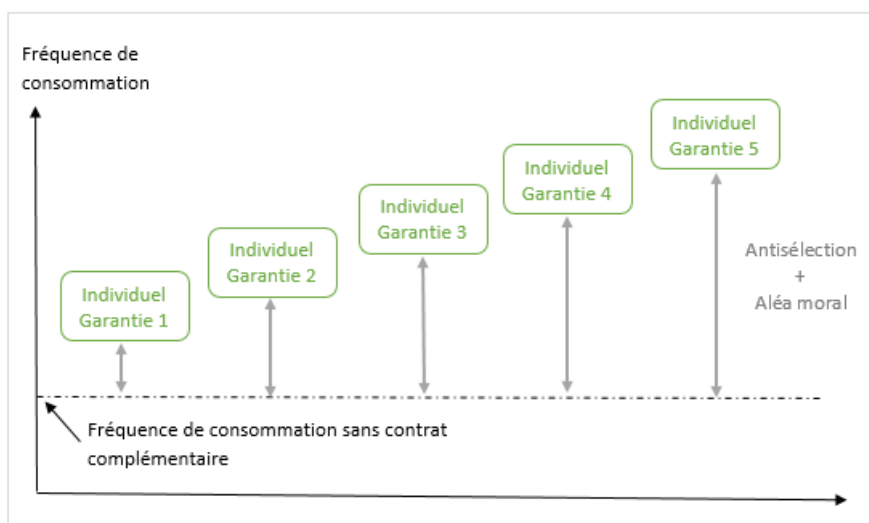 Fréquence de
consommation
Individuel
Garantie 1
Individuel
Garantie 2
Individuel
Garantie 3
Individuel
Garantie 4
Individuel
Garantie 5
Antisélection
+
Aléa moral
Fréquence de consommation sans contrat
complémentaire